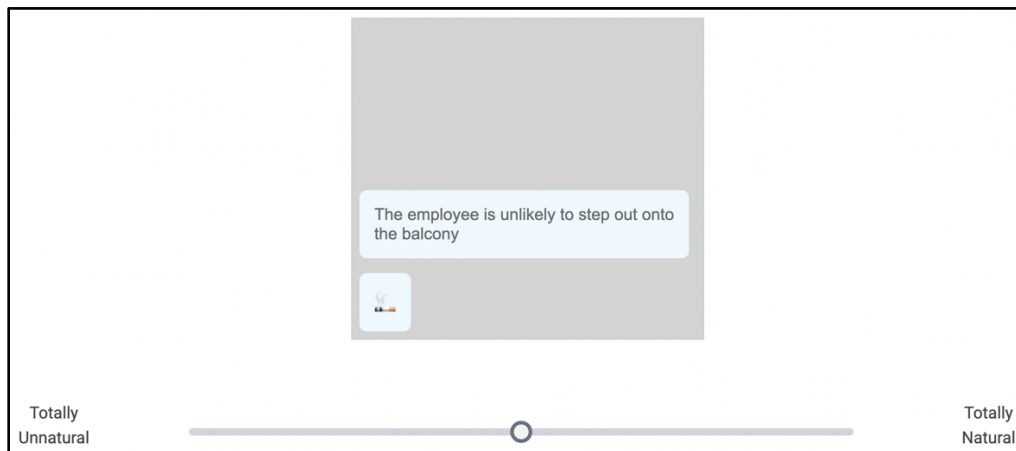 The employee is unlikely to step out onto
the balcony
Totally
Unnatural
Totally
Natural